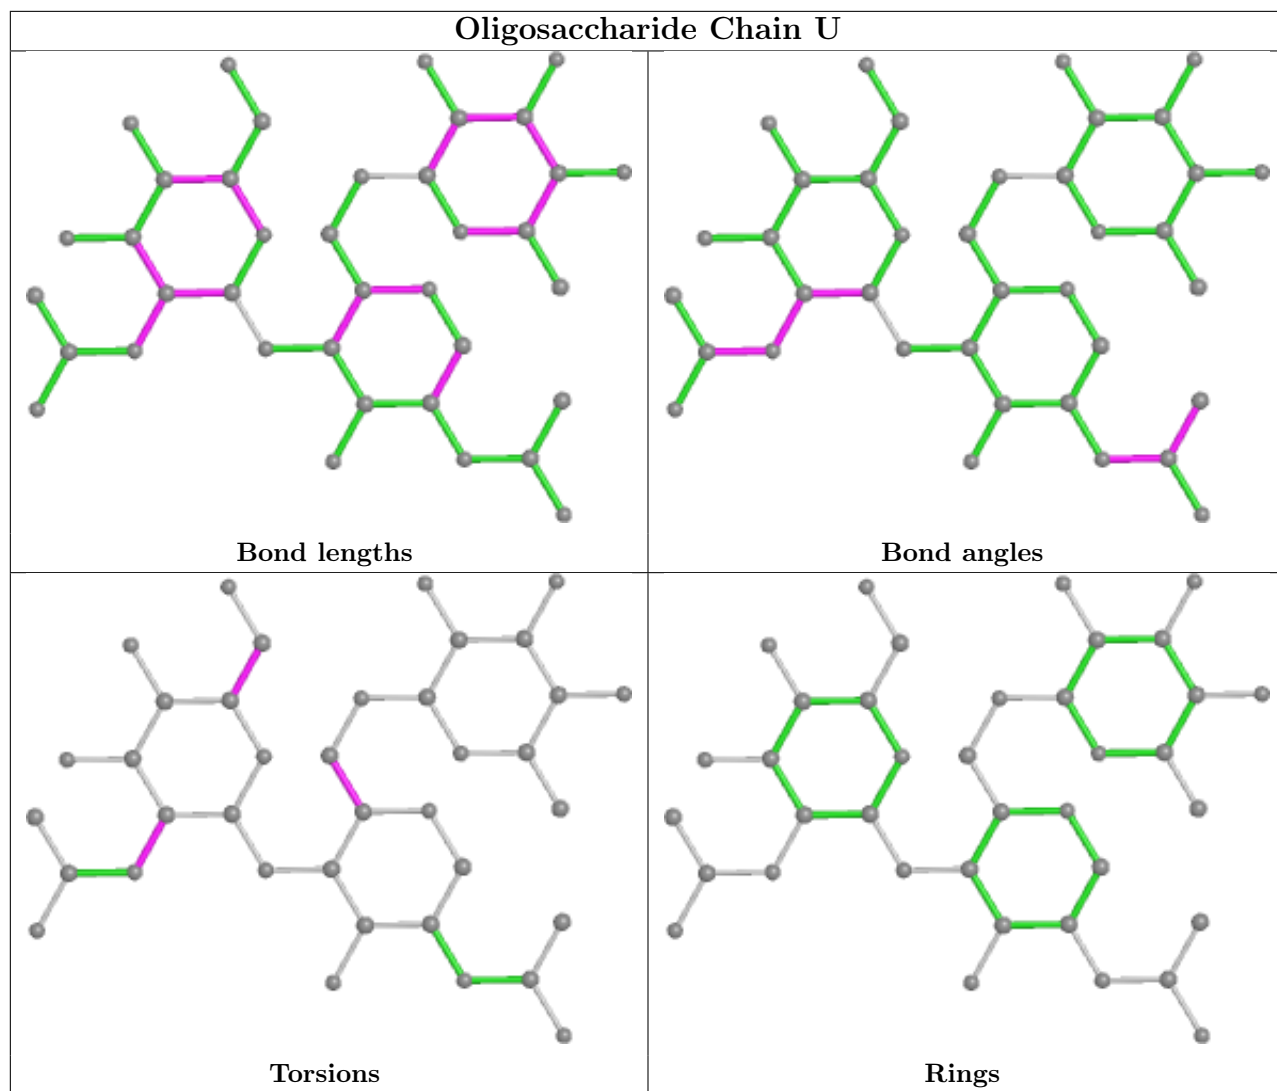 Oligosaccharide Chain U
Bond lengths
Bond angles
Torsions
Rings